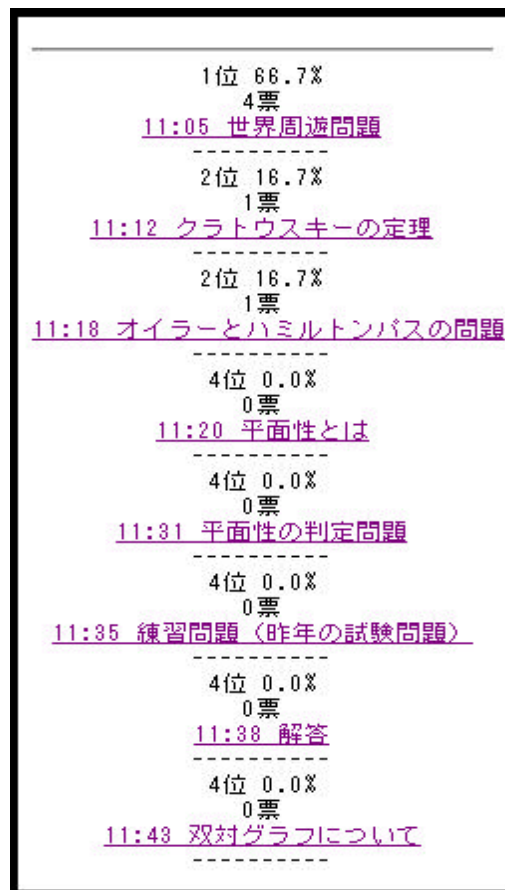 1位 66.7%
4票
11:05 世界周遊問題
----------
2位 16.7%
1票
11:12 クラトウスキーの定理
----------
2位 16.7%
1票
11:18 オイラーとハミルトンパスの問題
----------
4位 0.0%
0票
11:20 平面性とは
----------
4位 0.0%
0票
11:31 平面性の判定問題
----------
4位 0.0%
0票
11:35 練習問題（昨年の試験問題）
----------
4位 0.0%
0票
11:38 解答
----------
4位 0.0%
0票
11:43 双対グラフについて
----------